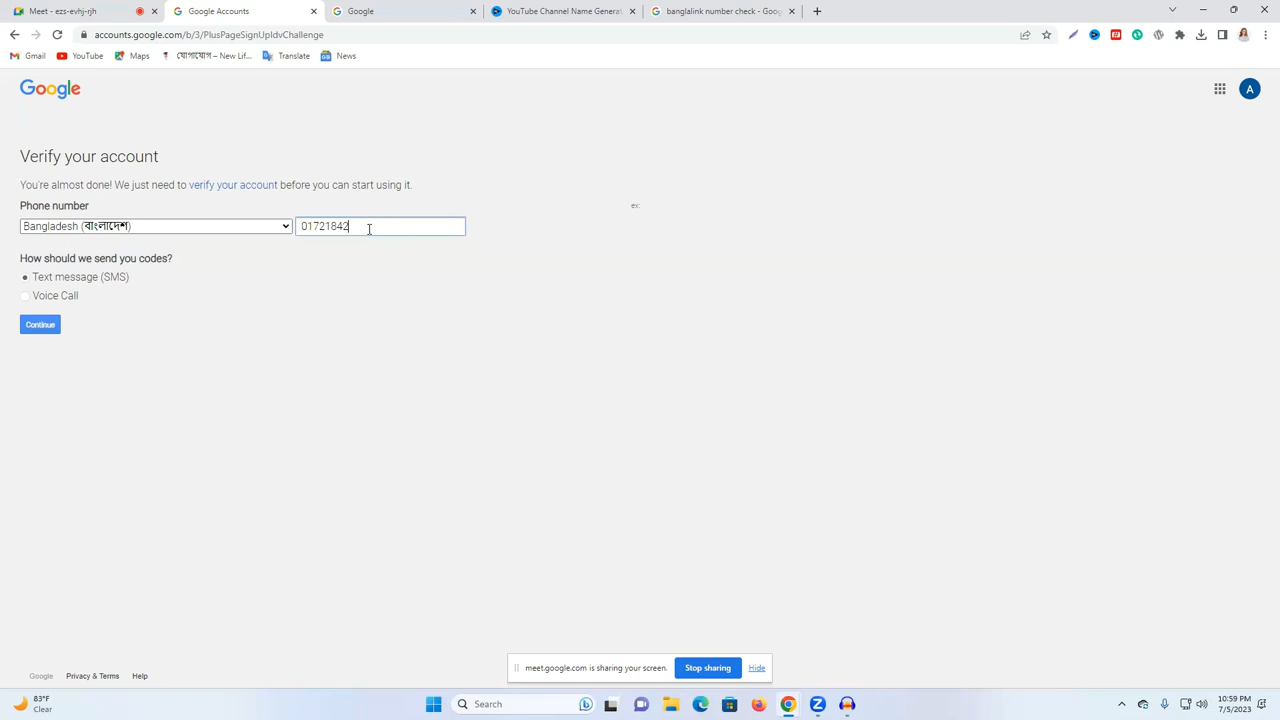 Meet - ezs-evhj-rjh
Google Accounts
Google
YouTube Channel Name Generat
banglalink number check - Goog
accounts.google.com/b/3/PlusPageSignUpIdvChallenge
Gmail
YouTube
Maps
যোগাযোগ – New Lif...
Translate
News
Google
A
Verify your account
You're almost done! We just need to verify your account before you can start using it.
Phone number
ex:
Bangladesh (বাংলাদেশ)
01721842
How should we send you codes?
Text message (SMS)
Voice Call
Continue
meet.google.com is sharing your screen.
Stop sharing
Hide
Google
Privacy & Terms
Help
83°F
Clear
Search
10:59 PM
7/5/2023